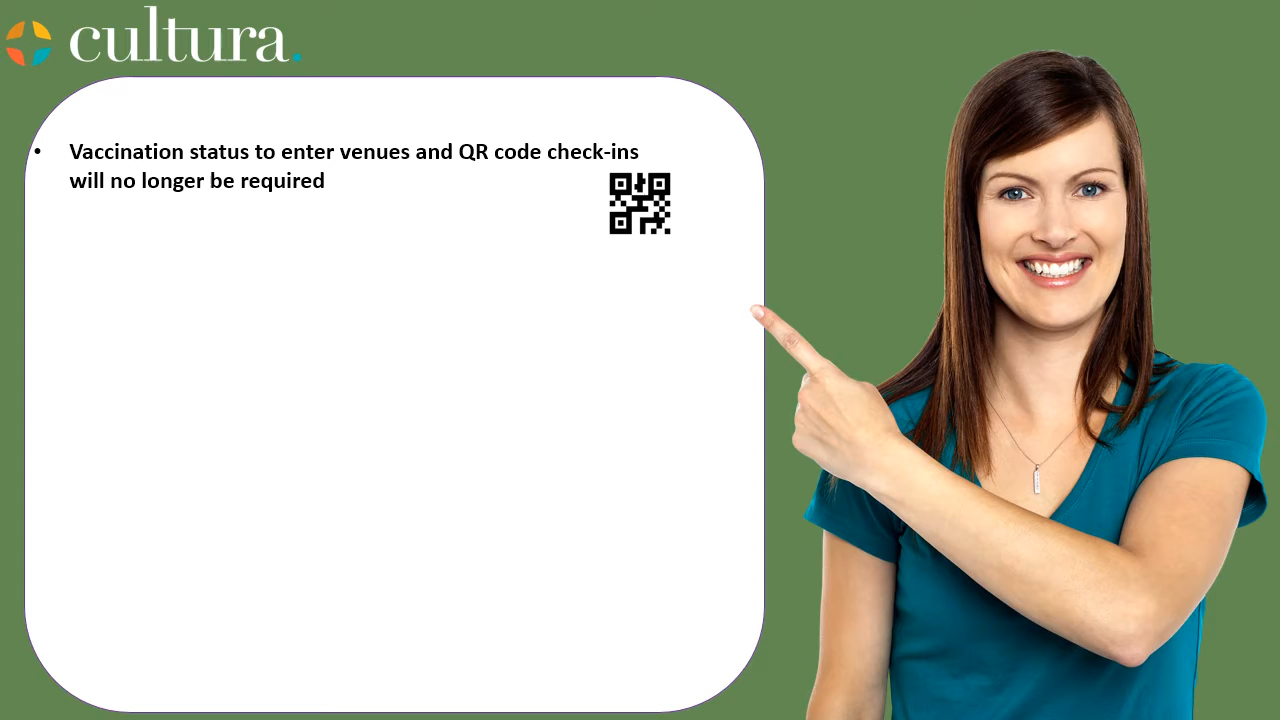 cultura.
• Vaccination status to enter venues and QR code check-ins
will no longer be required